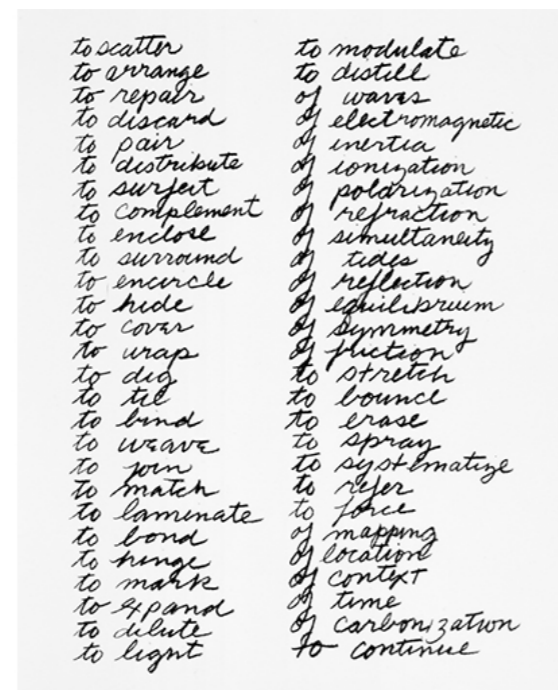 to scatter
to arrange
to repair
to discard
to pair
to distribute
to surfeit
to complement
to enclose
to surround
to encircle
to hide
to cover
to wrap
to dig
to tie
to bind
to weave
to join
to match
to laminate
to bond
to hinge
to mark
to expand
to dilute
to light
to modulate
to distill
of waves
of electromagnetic
of inertia
of ionization
of polarization
of refraction
of simultaneity
of tides
of reflection
of equilibrium
of symmetry
of friction
to stretch
to bounce
to erase
to spray
to systematize
to refer
to force
of mapping
of location
of context
of time
of carbonization
to continue